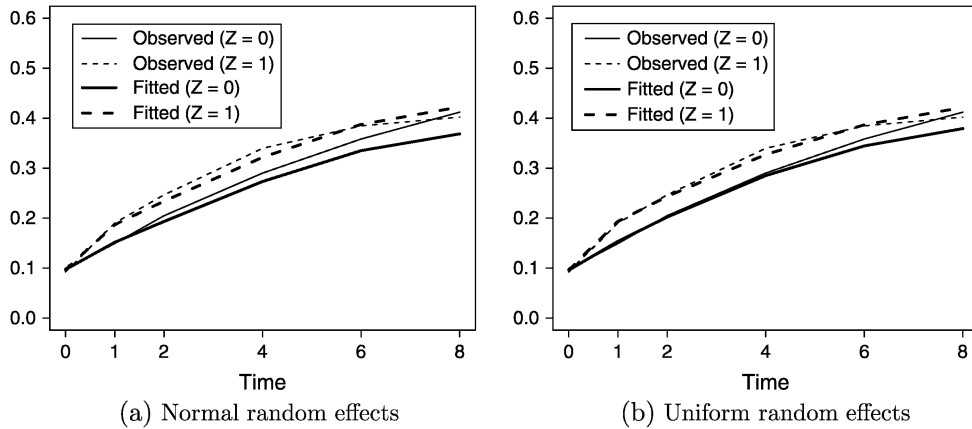 0.6
0.5
0.4
0.3
0.2
0.1
0.0
Observed (Z = 0)
Observed (Z = 1)
Fitted (Z = 0)
Fitted (Z = 1)
0 1 2 4 6 8
Time
(a) Normal random effects
0.6
0.5
0.4
0.3
0.2
0.1
0.0
Observed (Z = 0)
Observed (Z = 1)
Fitted (Z = 0)
Fitted (Z = 1)
0 1 2 4 6 8
Time
(b) Uniform random effects